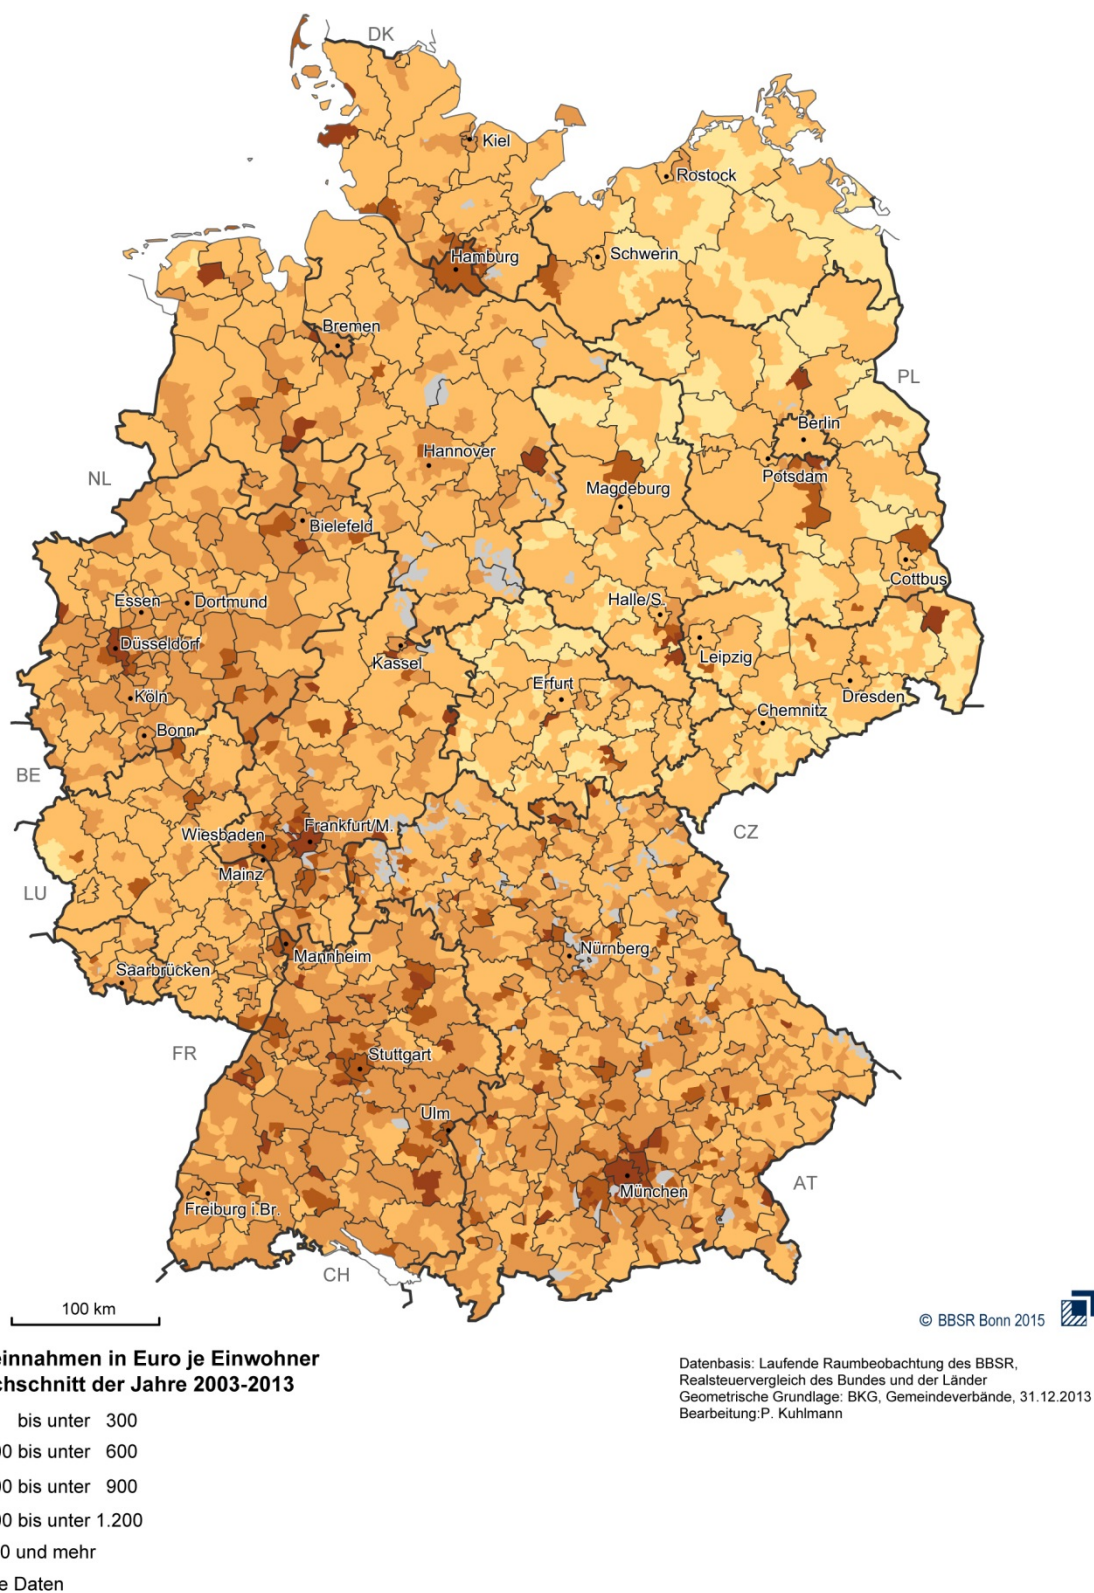 DK
Kiel
Rostock
Hamburg
Schwerin
Bremen
PL
Berlin
Hannover
NL
Potsdam
Magdeburg
Bielefeld
Cottbus
Essen
Dortmund
Halle/S.
Düsseldorf
Leipzig
Kassel
Erfurt
Dresden
Köln
Chemnitz
Bonn
BE
Wiesbaden
Frankfurt/M.
CZ
Mainz
LU
Nürnberg
Mannheim
Saarbrücken
FR
Stuttgart
Ulm
München
AT
Freiburg i.Br.
CH
100 km
© BBSR Bonn 2015
einnahmen in Euro je Einwohner
chschnitt der Jahre 2003-2013
bis unter 300
00 bis unter 600
00 bis unter 900
00 bis unter 1.200
0 und mehr
e Daten
Datenbasis: Laufende Raumbeobachtung des BBSR,
Realsteuervergleich des Bundes und der Länder
Geometrische Grundlage: BKG, Gemeindeverbände, 31.12.2013
Bearbeitung:P. Kuhlmann